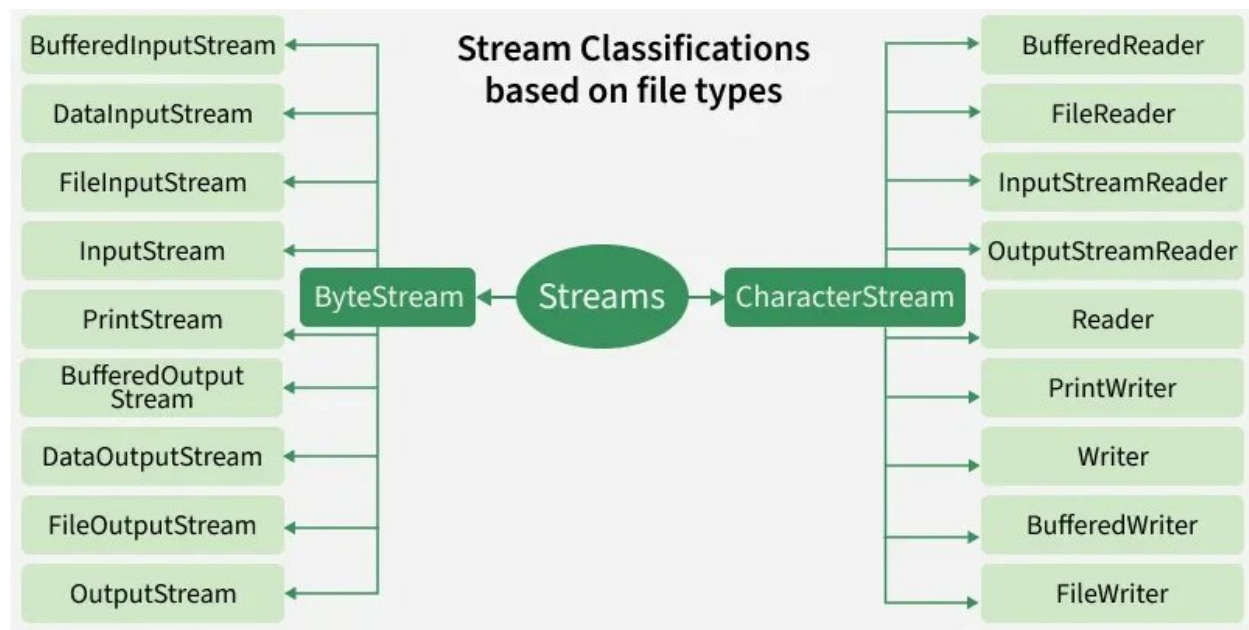 Stream Classifications
based on file types
BufferedInputStream
DataInputStream
FileInputStream
InputStream
PrintStream
BufferedOutput
Stream
DataOutputStream
FileOutputStream
OutputStream
ByteStream
Streams
CharacterStream
BufferedReader
FileReader
InputStreamReader
OutputStreamReader
Reader
PrintWriter
Writer
BufferedWriter
FileWriter